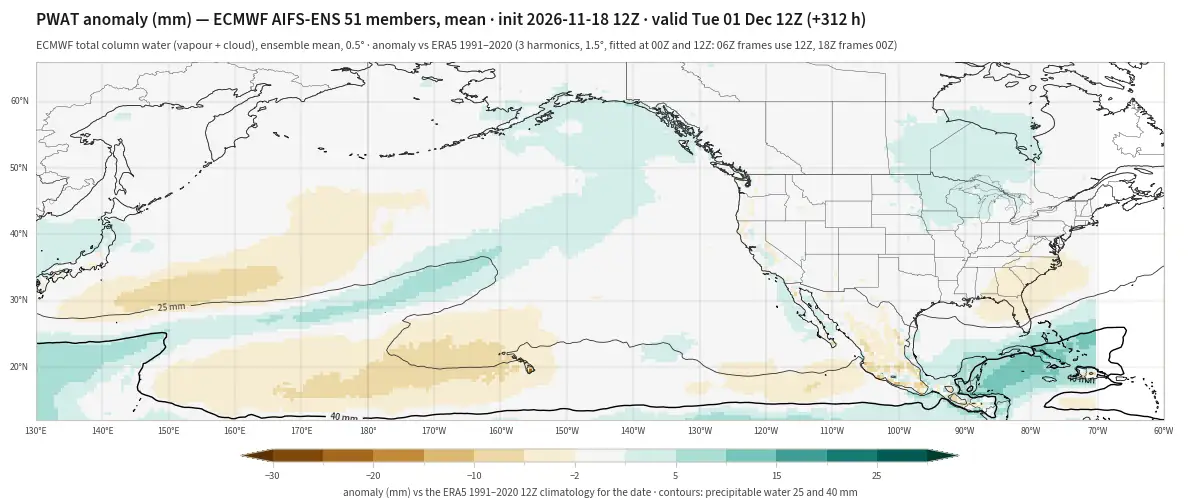 PWAT anomaly (mm) — ECMWF AIFS-ENS 51 members, mean · init 2026-11-18 12Z · valid Tue 01 Dec 12Z (+312 h)
ECMWF total column water (vapour + cloud), ensemble mean, 0.5° · anomaly vs ERA5 1991–2020 (3 harmonics, 1.5°, fitted at 00Z and 12Z: 06Z frames use 12Z, 18Z frames 00Z)
60°N
50°N
40°N
30°N
20°N
25 mm
40 mm
40 mm
130°E 140°E 150°E 160°E 170°E 180° 170°W 160°W 150°W 140°W 130°W 120°W 110°W 100°W 90°W 80°W 70°W 60°W
−30 −20 −10 −2 5 15 25
anomaly (mm) vs the ERA5 1991–2020 12Z climatology for the date · contours: precipitable water 25 and 40 mm